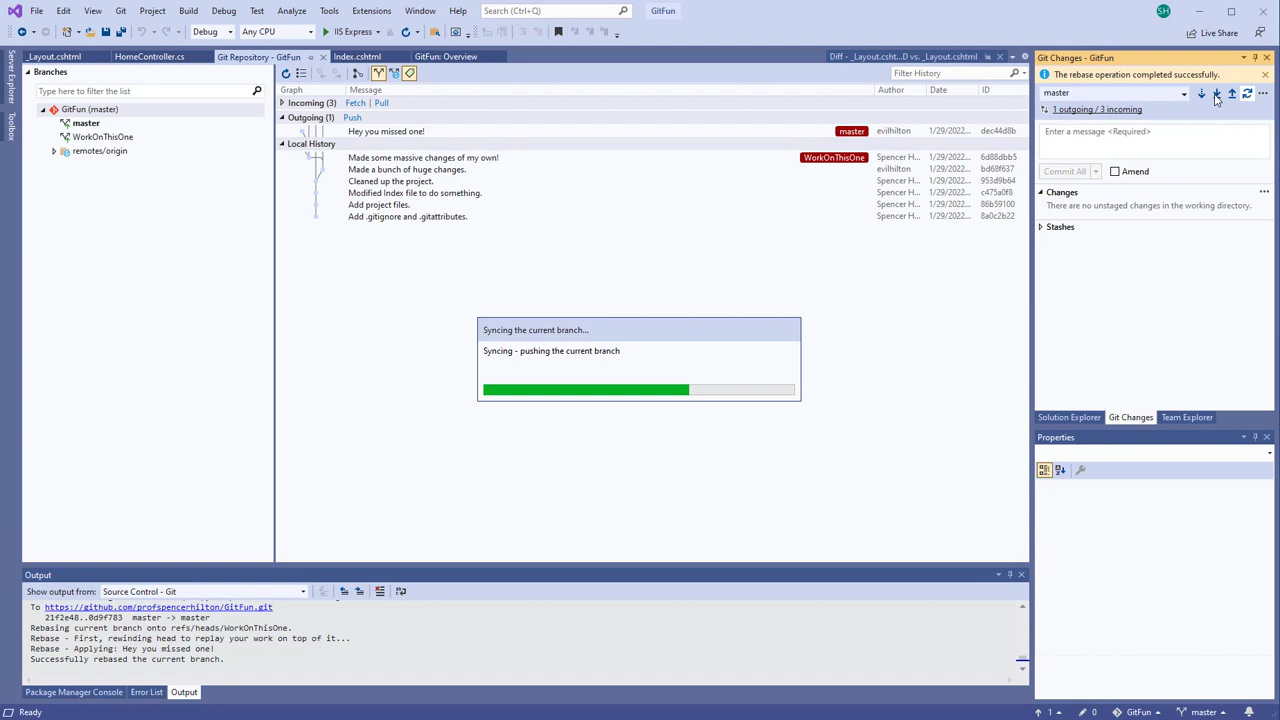 File Edit View Git Project Build Debug Test Analyze Tools Extensions Window Help Search (Ctrl+Q) GitFun SH
Debug Any CPU IIS Express Live Share
_Layout.cshtml HomeController.cs Git Repository - GitFun Index.cshtml GitFun: Overview Diff - _Layout.csht...D vs. _Layout.cshtml
Server Explorer
Toolbox
Branches
Type here to filter the list
GitFun (master)
master
WorkOnThisOne
remotes/origin
Filter History
Graph Message Author Date ID
Incoming (3) Fetch | Pull
Outgoing (1) Push
Hey you missed one! master evilhilton 1/29/2022... dec44d8b
Local History
Made some massive changes of my own! WorkOnThisOne Spencer H... 1/29/2022... 6d88dbb5
Made a bunch of huge changes. evilhilton 1/29/2022... bd68f637
Cleaned up the project. Spencer H... 1/29/2022... 953d9b64
Modified Index file to do something. Spencer H... 1/29/2022... c475a0f8
Add project files. Spencer H... 1/29/2022... 86b59100
Add .gitignore and .gitattributes. Spencer H... 1/29/2022... 8a0c2b22
Syncing the current branch...
Syncing - pushing the current branch
Git Changes - GitFun
The rebase operation completed successfully.
master
1 outgoing / 3 incoming
Enter a message <Required>
Commit All Amend
Changes
There are no unstaged changes in the working directory.
Stashes
Solution Explorer Git Changes Team Explorer
Properties
Output
Show output from: Source Control - Git
To https://github.com/profspencerhilton/GitFun.git
21f2e48..0d9f783 master -> master
Rebasing current branch onto refs/heads/WorkOnThisOne.
Rebase - First, rewinding head to replay your work on top of it...
Rebase - Applying: Hey you missed one!
Successfully rebased the current branch.
Package Manager Console Error List Output
Ready 1 0 GitFun master